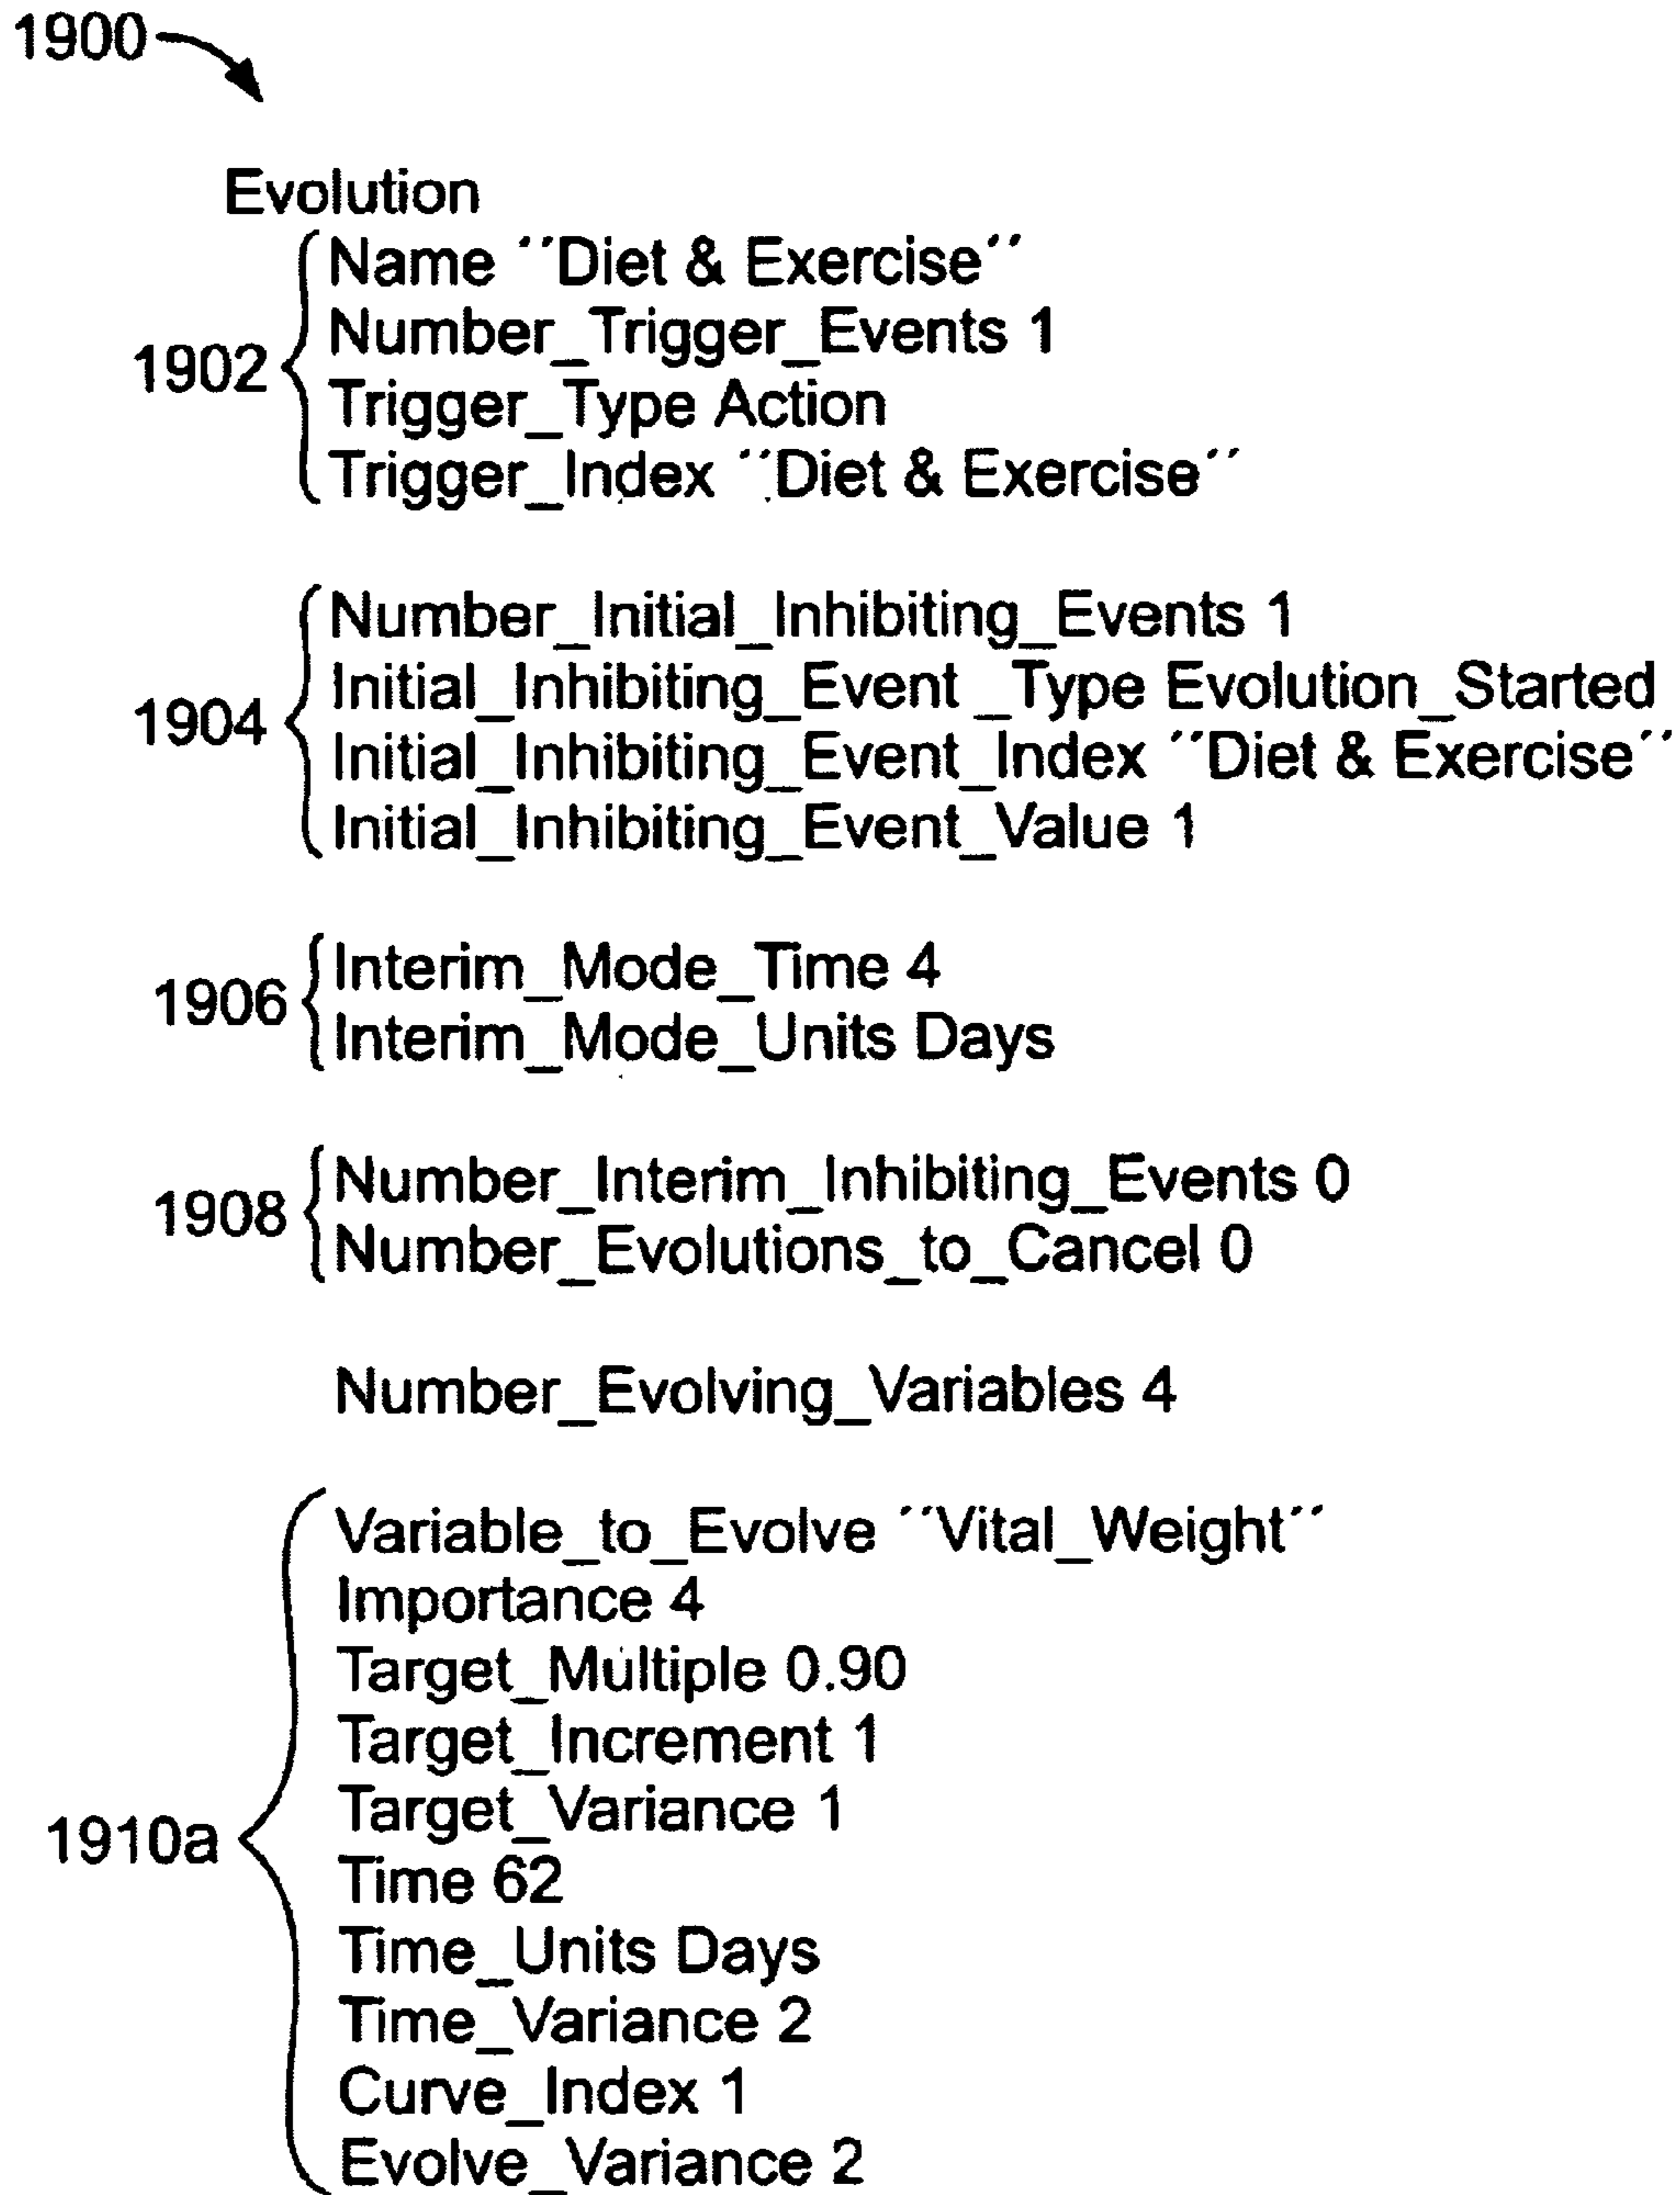 1900
Evolution
Name ´´Diet & Exercise´´
Number_Trigger_Events 1
1902
Trigger_Type Action
Trigger_Index ´´Diet & Exercise´´
Number_Initial_Inhibiting_Events 1
Initial_Inhibiting_Event _Type Evolution_Started
1904
Initial_Inhibiting_Event_Index ´´Diet & Exercise´´
Initial_Inhibiting_Event_Value 1
Interim_Mode_Time 4
1906
Interim_Mode_Units Days
Number_Interim_Inhibiting_Events 0
1908
Number_Evolutions_to_Cancel 0
Number_Evolving_Variables 4
Variable_to_Evolve ´´Vital_Weight´´
Importance 4
Target_Multiple 0.90
Target_Increment 1
Target_Variance 1
1910a
Time 62
Time_Units Days
Time_Variance 2
Curve_Index 1
Evolve_Variance 2